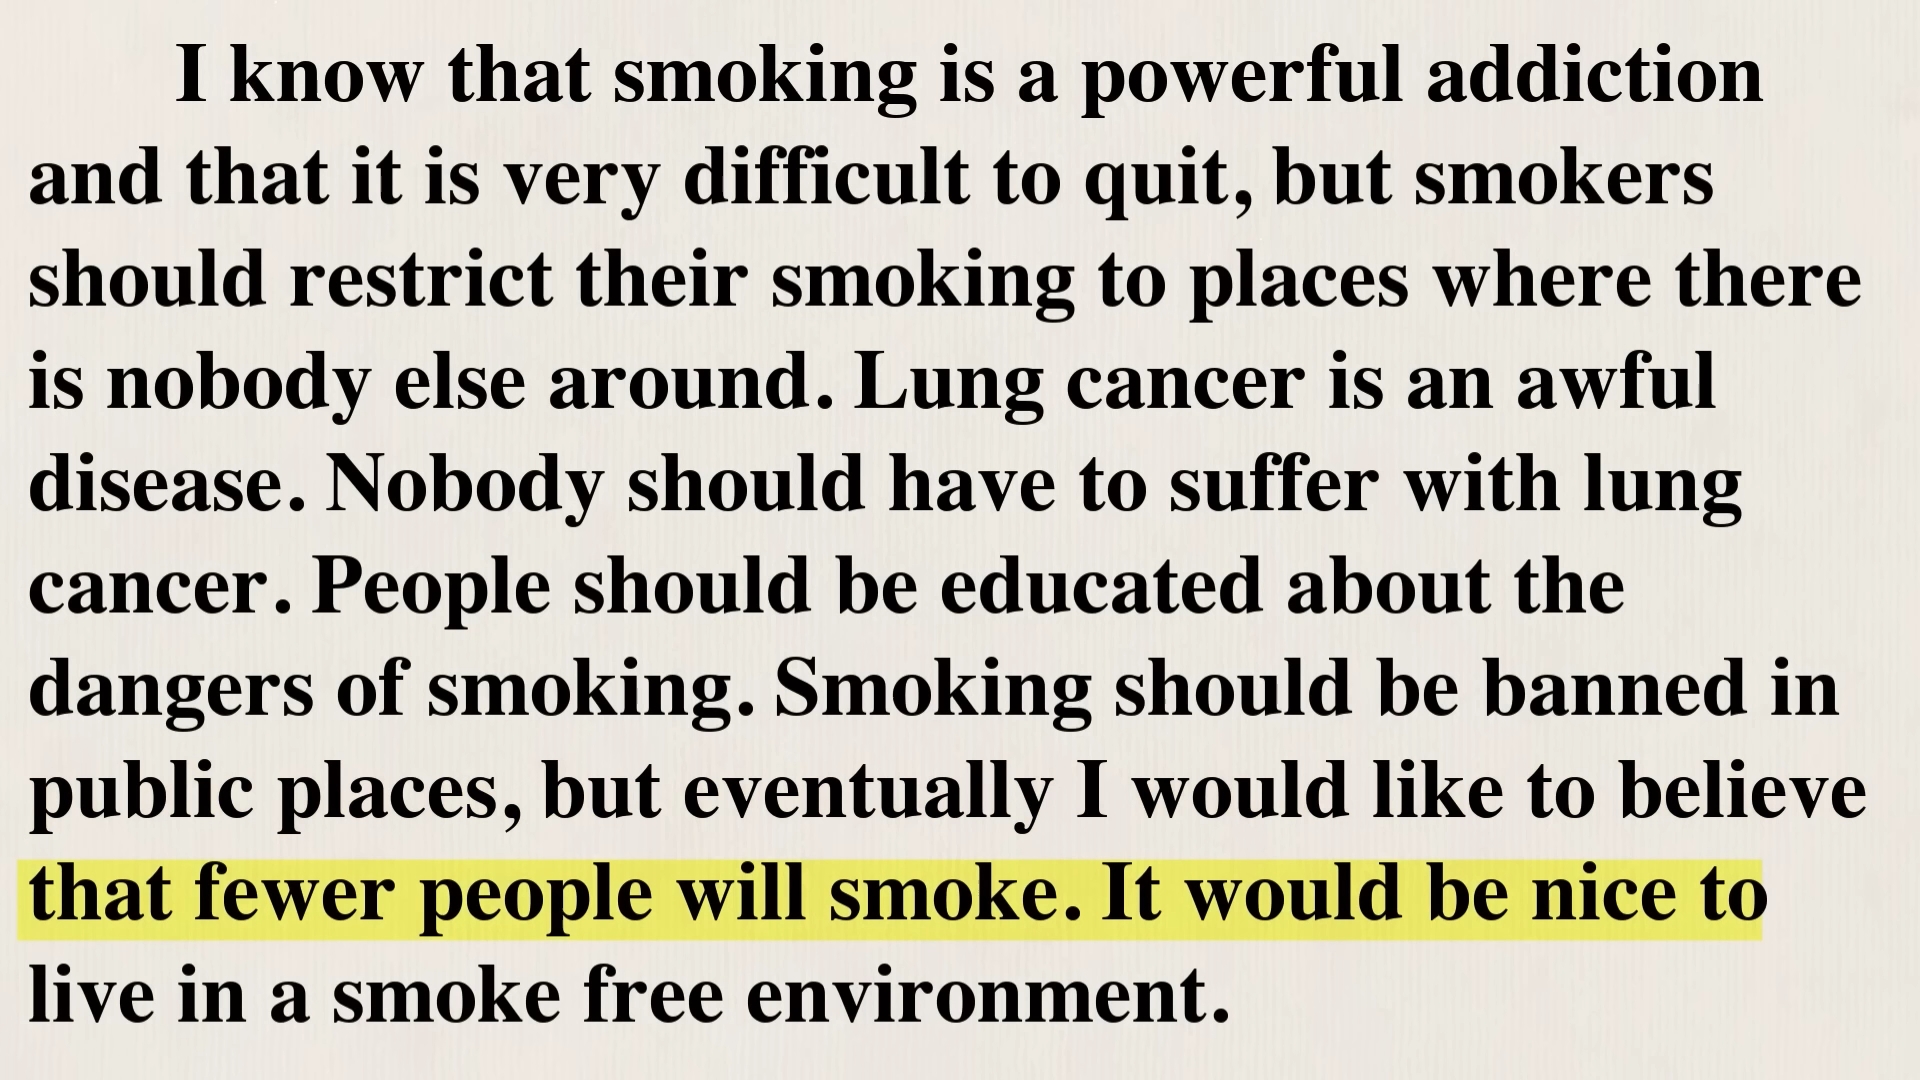 I know that smoking is a powerful addiction
and that it is very difficult to quit, but smokers
should restrict their smoking to places where there
is nobody else around. Lung cancer is an awful
disease. Nobody should have to suffer with lung
cancer. People should be educated about the
dangers of smoking. Smoking should be banned in
public places, but eventually I would like to believe
that fewer people will smoke. It would be nice to
live in a smoke free environment.